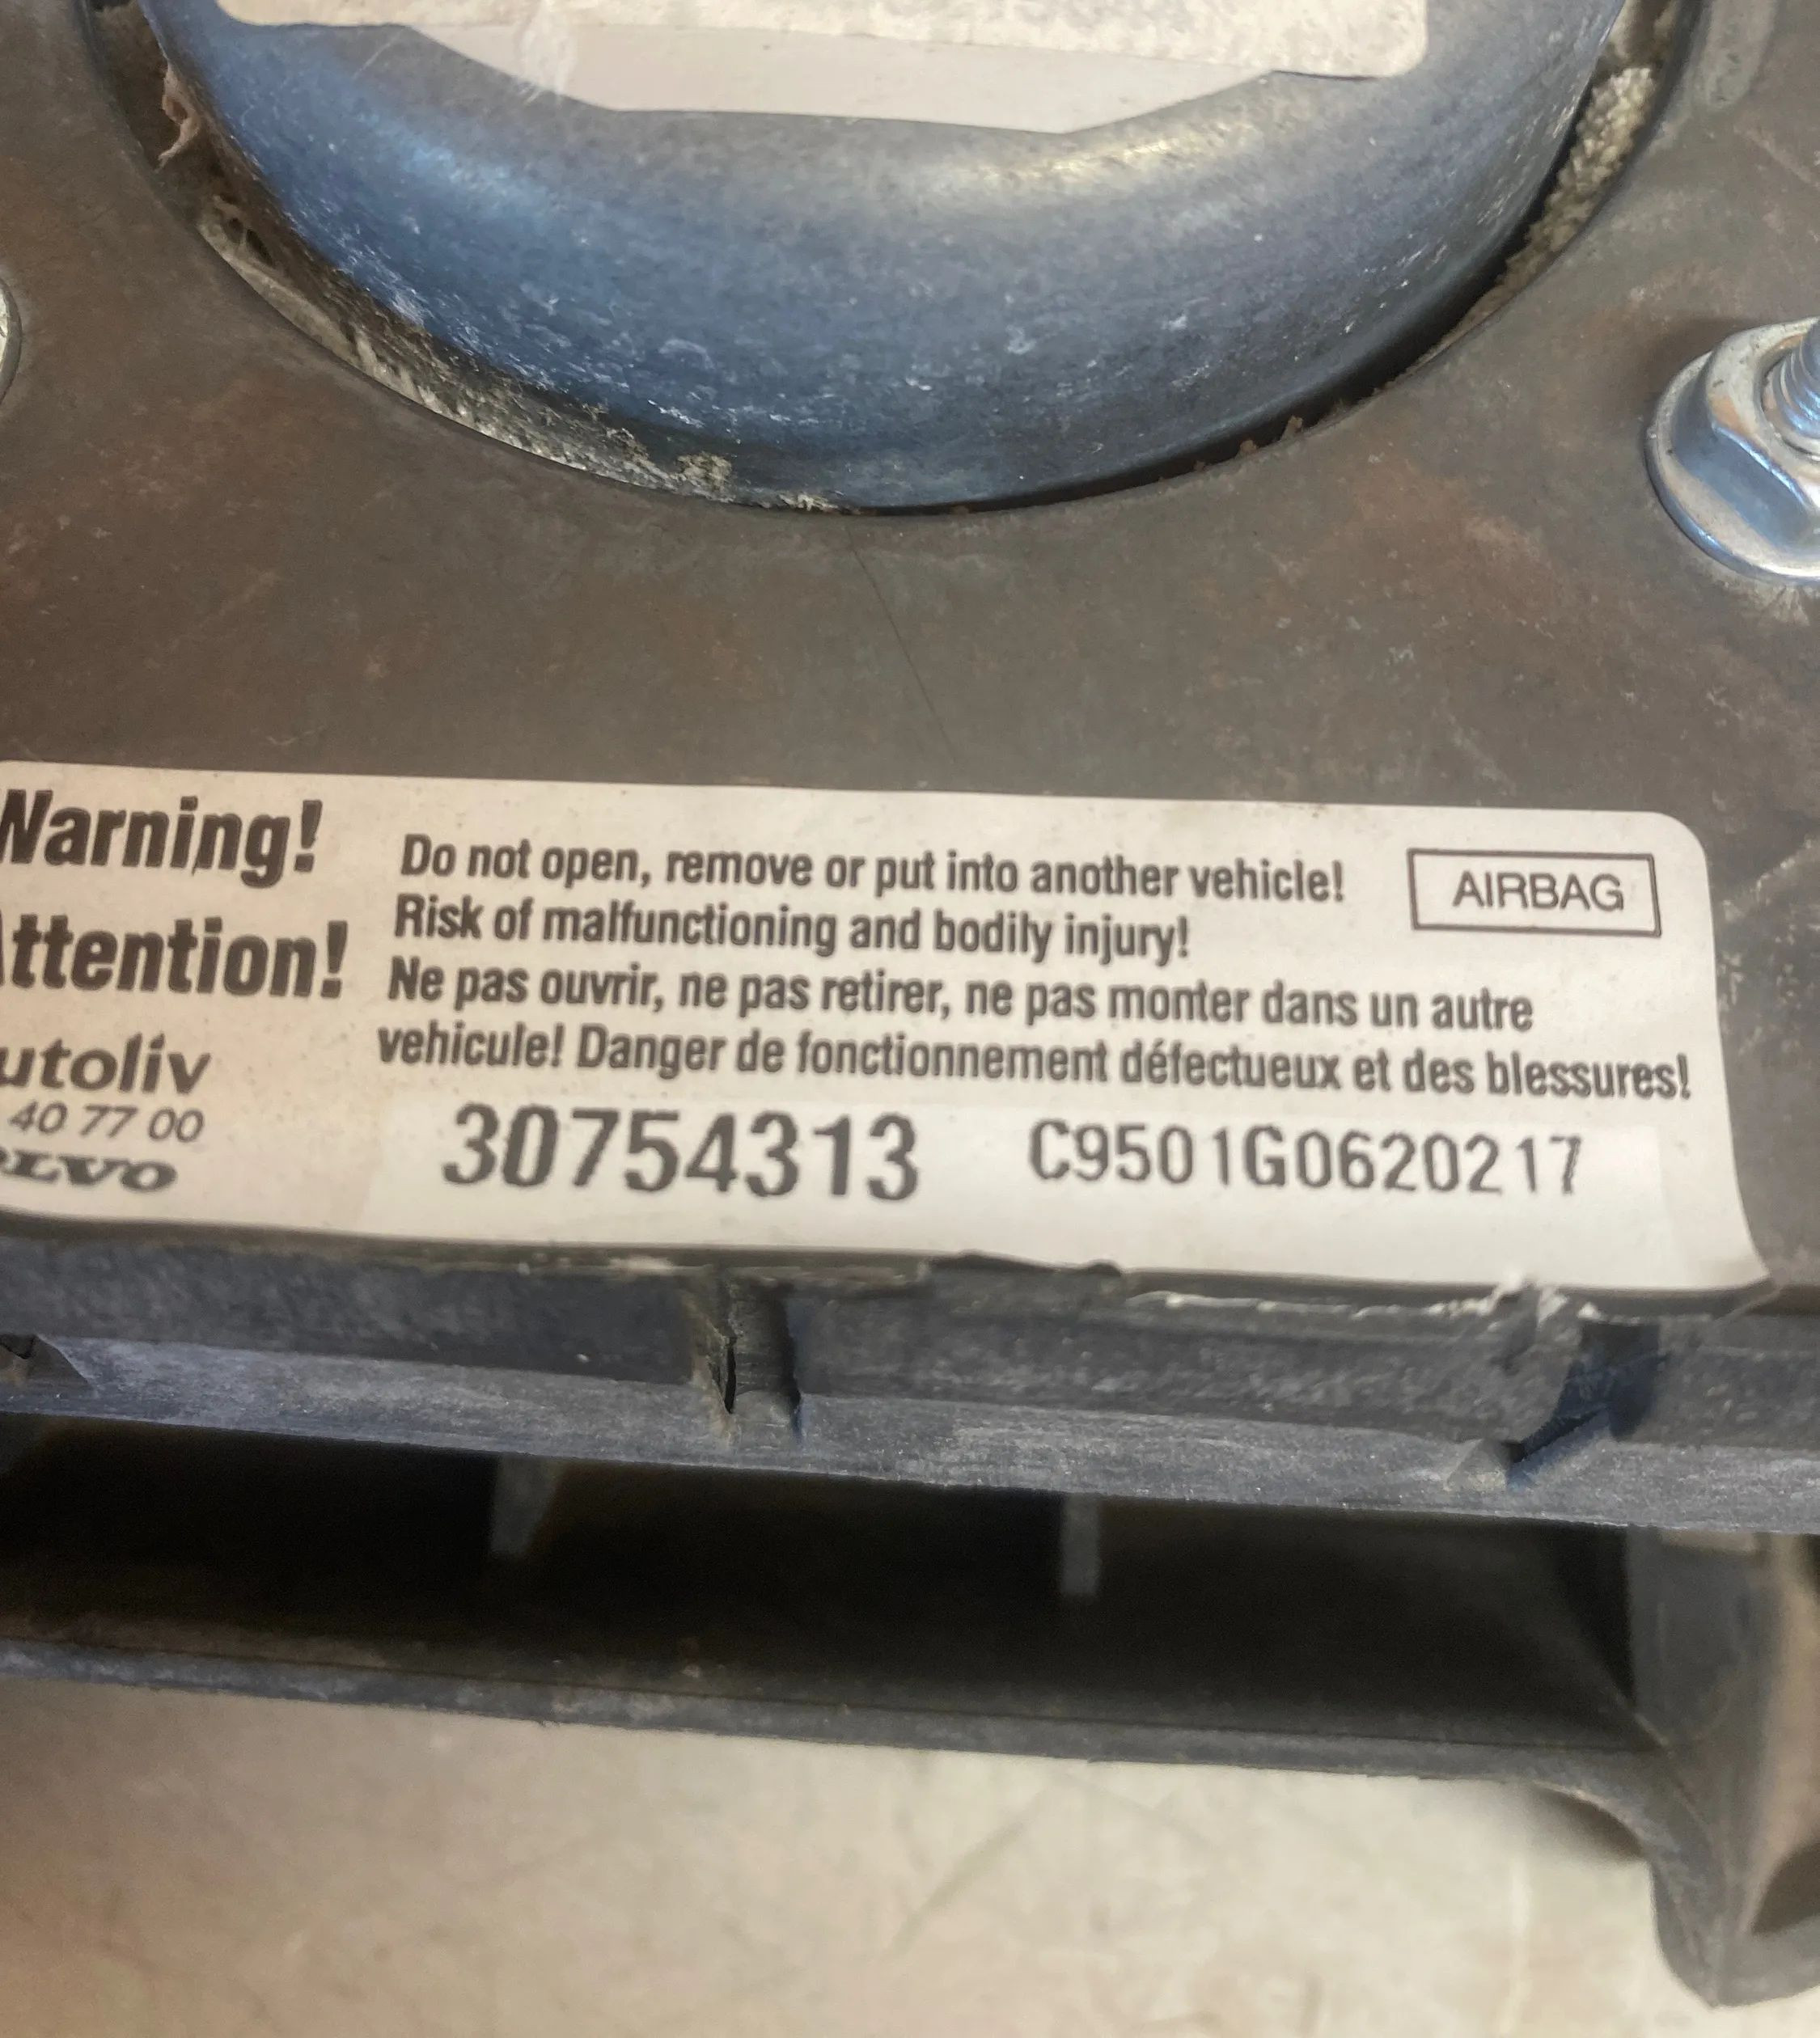 Warning!
Do not open, remove or put into another vehicle!
Risk of malfunctioning and bodily injury!
AIRBAG
Attention!
Ne pas ouvrir, ne pas retirer, ne pas monter dans un autre
vehicule! Danger de fonctionnement défectueux et des blessures!
utoliv
40 77 00
OLVO
30754313 C9501G0620217